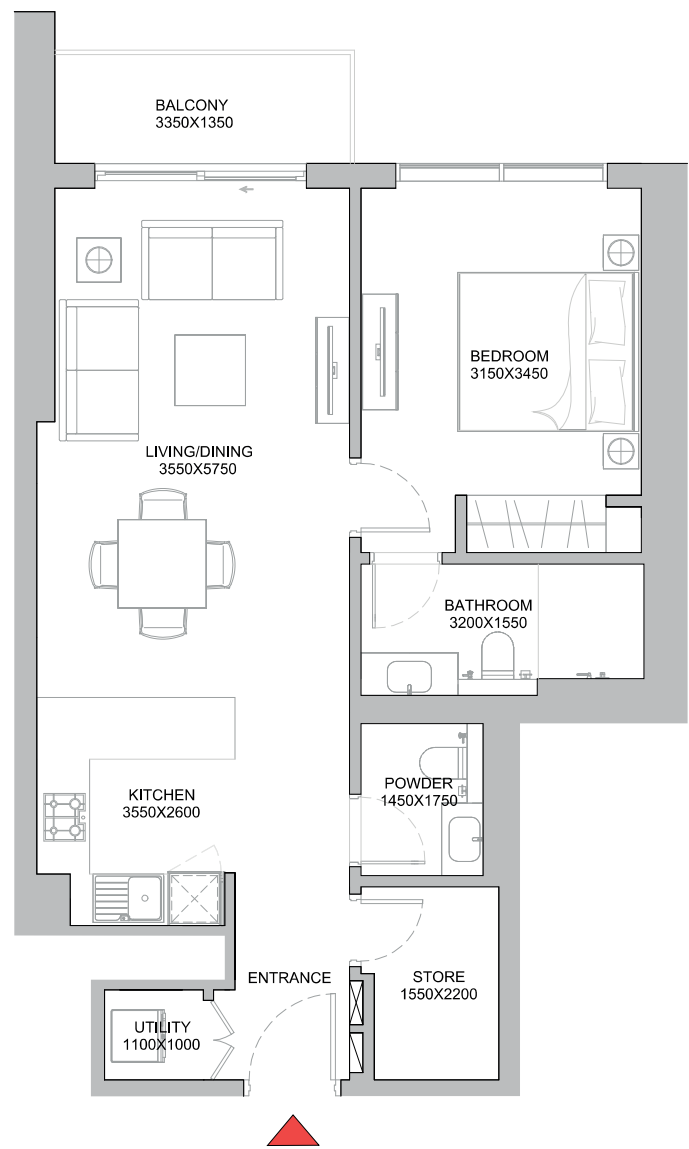 BALCONY
3350X1350
BEDROOM
3150X3450
LIVING/DINING
3550X5750
BATHROOM
3200X1550
POWDER
1450X1750
KITCHEN
3550X2600
ENTRANCE
STORE
1550X2200
UTILITY
1100X1000